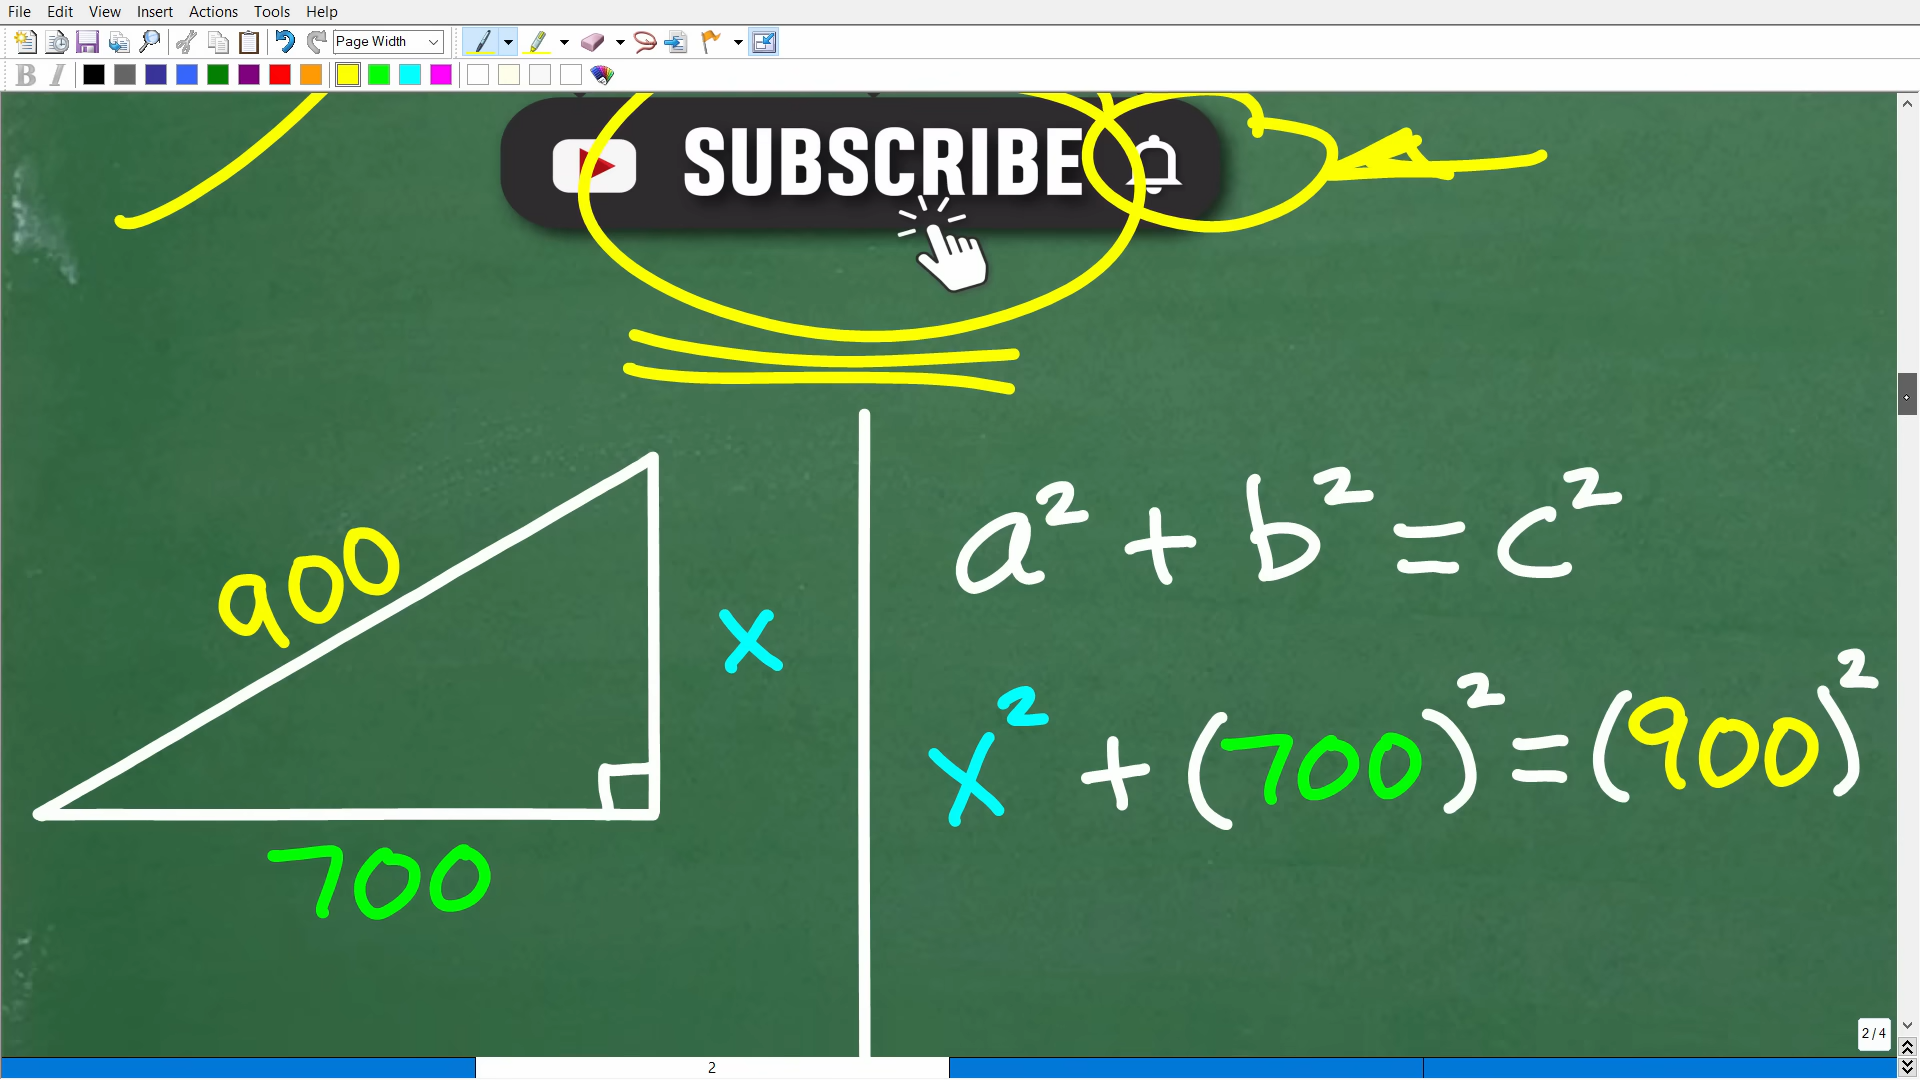 File Edit View Insert Actions Tools Help
Page Width
B I
SUBSCRIBE
900
x
700
a² + b² = c²
x² + (700)² = (900)²
2 / 4
2